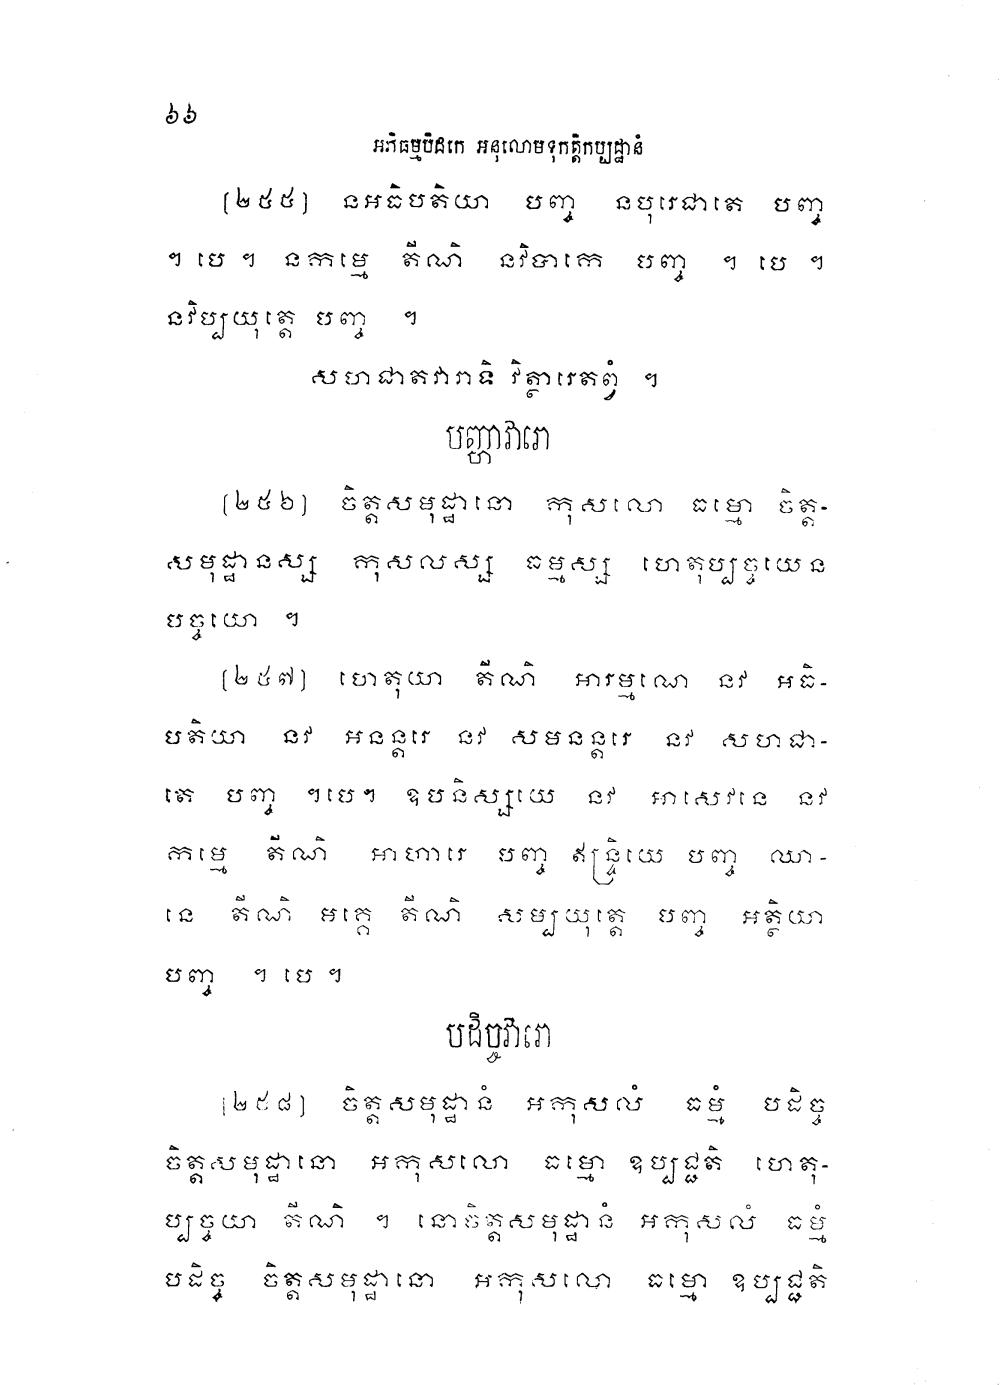 ៦៦
អភិធម្មបិដកេ អនុលោមទុកត្តិកប្បដ្ឋានំ
[២៥៥] នអធិបតិយា បញ្ច នបុរេជាតេ បញ្ច
។ បេ ។ នកម្មេ តីណិ នវិបាកេ បញ្ច ។ បេ ។
នវិប្បយុត្តេ បញ្ច ។
សហជាតវារាទិ វិត្ថារេតព្វំ ។
បញ្ហាវារោ
[២៥៦] ចិត្តសមុដ្ឋានោ កុសលោ ធម្មោ ចិត្ត-
សមុដ្ឋានស្ស កុសលស្ស ធម្មស្ស ហេតុប្បច្ចយេន
បច្ចយោ ។
[២៥៧] ហេតុយា តីណិ អារម្មណេ នវ អធិ-
បតិយា នវ អនន្តរេ នវ សមនន្តរេ នវ សហជា-
តេ បញ្ច ។បេ។ ឧបនិស្សយេ នវ អាសេវនេ នវ
កម្មេ តីណិ អាហារេ បញ្ច ឥន្ទ្រិយេ បញ្ច ឈា-
នេ តីណិ មគ្គេ តីណិ សម្បយុត្តេ បញ្ច អត្ថិយា
បញ្ច ។ បេ ។
បដិច្ចវារោ
[២៥៨] ចិត្តសមុដ្ឋានំ អកុសលំ ធម្មំ បដិច្ច
ចិត្តសមុដ្ឋានោ អកុសលោ ធម្មោ ឧប្បជ្ជតិ ហេតុ-
ប្បច្ចយា តីណិ ។ នោចិត្តសមុដ្ឋានំ អកុសលំ ធម្មំ
បដិច្ច ចិត្តសមុដ្ឋានោ អកុសលោ ធម្មោ ឧប្បជ្ជតិ